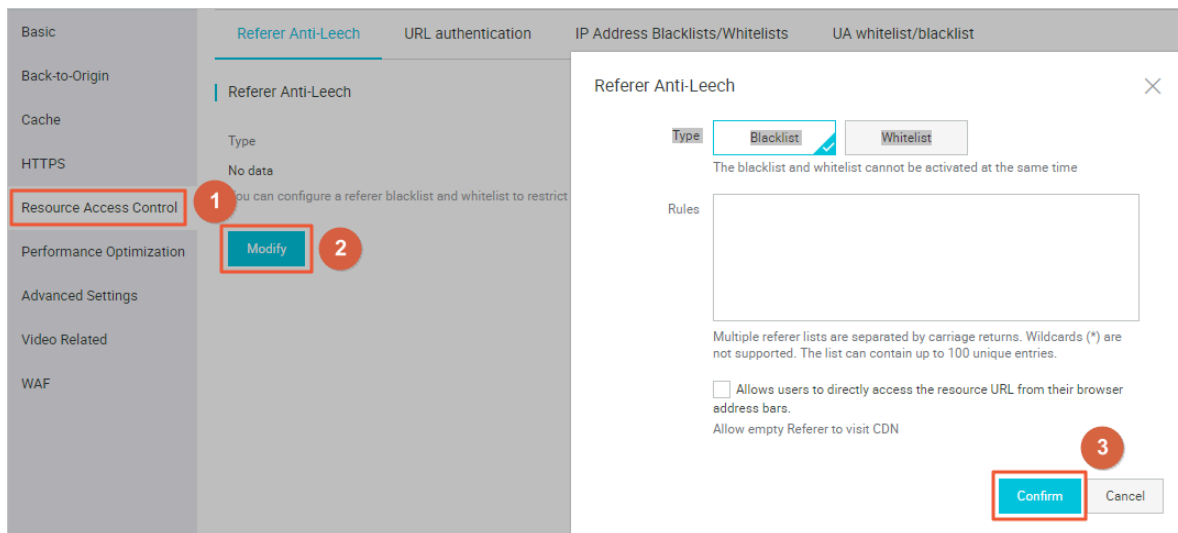 Basic
Back-to-Origin
Cache
HTTPS
Resource Access Control
1
Performance Optimization
Advanced Settings
Video Related
WAF
Referer Anti-Leech
URL authentication
IP Address Blacklists/Whitelists
UA whitelist/blacklist
Referer Anti-Leech
Type
No data
You can configure a referer blacklist and whitelist to restrict
Modify
2
Referer Anti-Leech
Type
Blacklist
Whitelist
The blacklist and whitelist cannot be activated at the same time
Rules
Multiple referer lists are separated by carriage returns. Wildcards (*) are
not supported. The list can contain up to 100 unique entries.
Allows users to directly access the resource URL from their browser
address bars.
Allow empty Referer to visit CDN
3
Confirm
Cancel